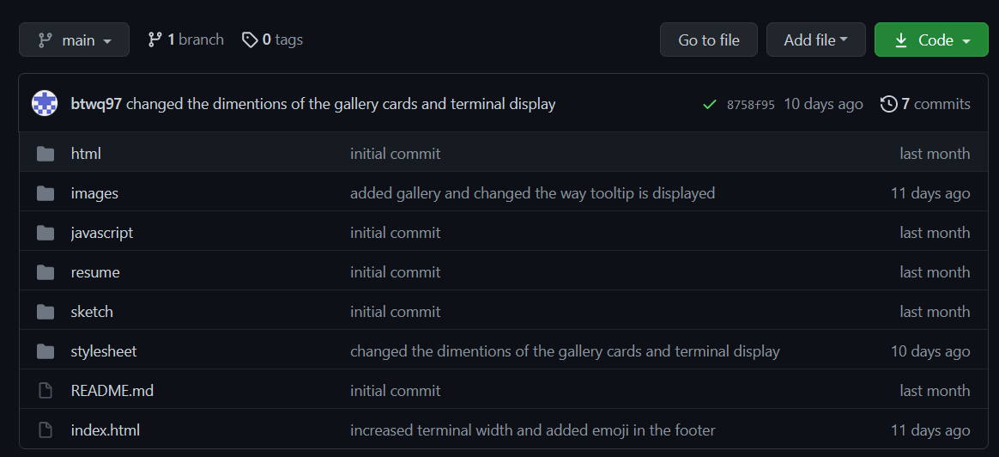 main 1 branch 0 tags Go to file Add file Code
btwq97 changed the dimentions of the gallery cards and terminal display 8758f95 10 days ago 7 commits
html initial commit last month
images added gallery and changed the way tooltip is displayed 11 days ago
javascript initial commit last month
resume initial commit last month
sketch initial commit last month
stylesheet changed the dimentions of the gallery cards and terminal display 10 days ago
README.md initial commit last month
index.html increased terminal width and added emoji in the footer 11 days ago